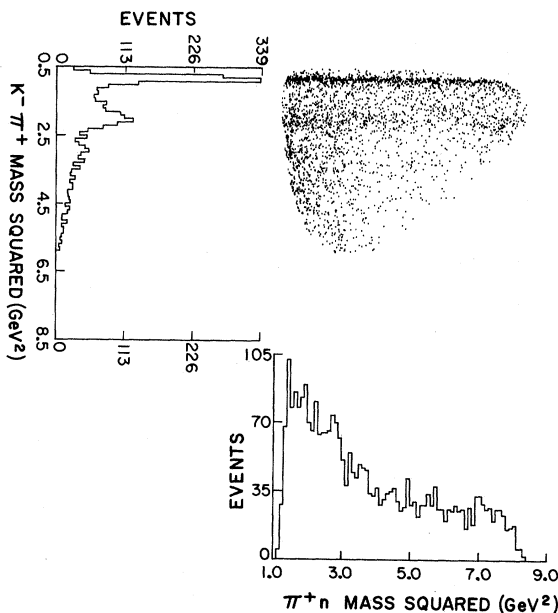 EVENTS
0 113 226 339
0.5
2.5
4.5
6.5
8.5
K⁻ π⁺ MASS SQUARED (GeV²)
0 113 226
105
70
35
0
EVENTS
1.0 3.0 5.0 7.0 9.0
π⁺n MASS SQUARED (GeV²)